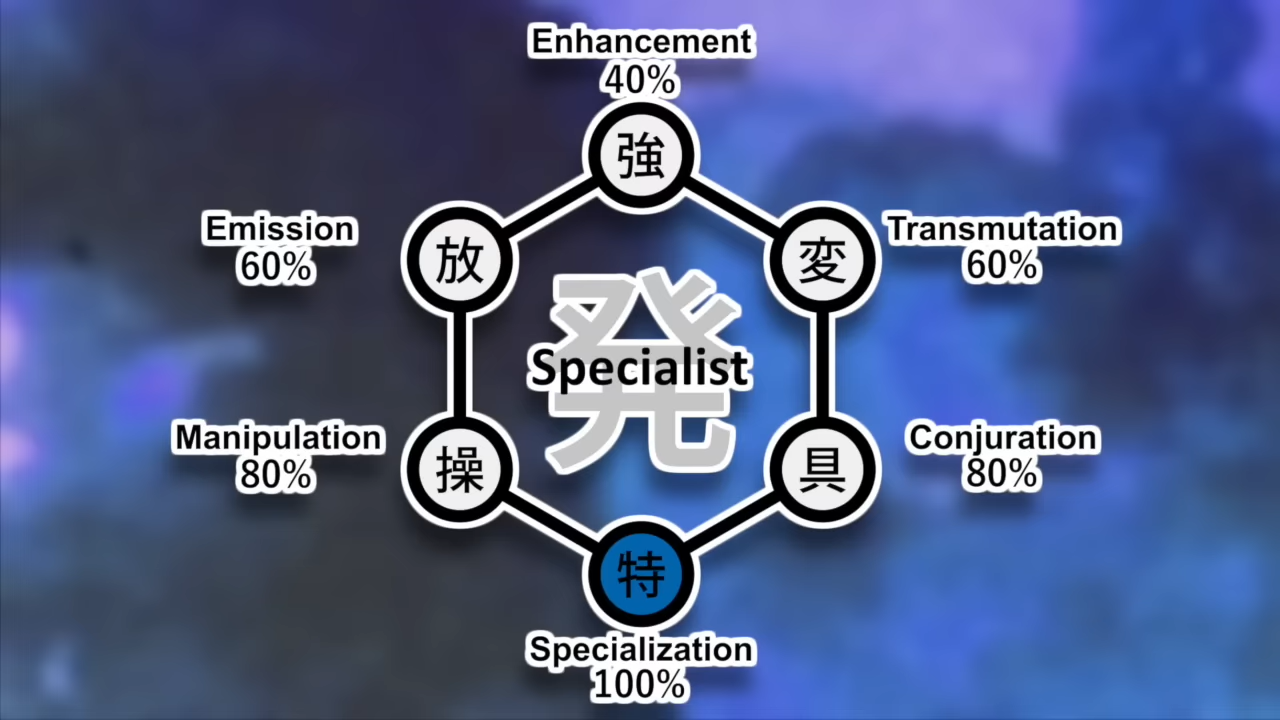 Enhancement
40%
強
Emission
60%
放
変
Transmutation
60%
発
Specialist
Manipulation
80%
操
具
Conjuration
80%
特
Specialization
100%